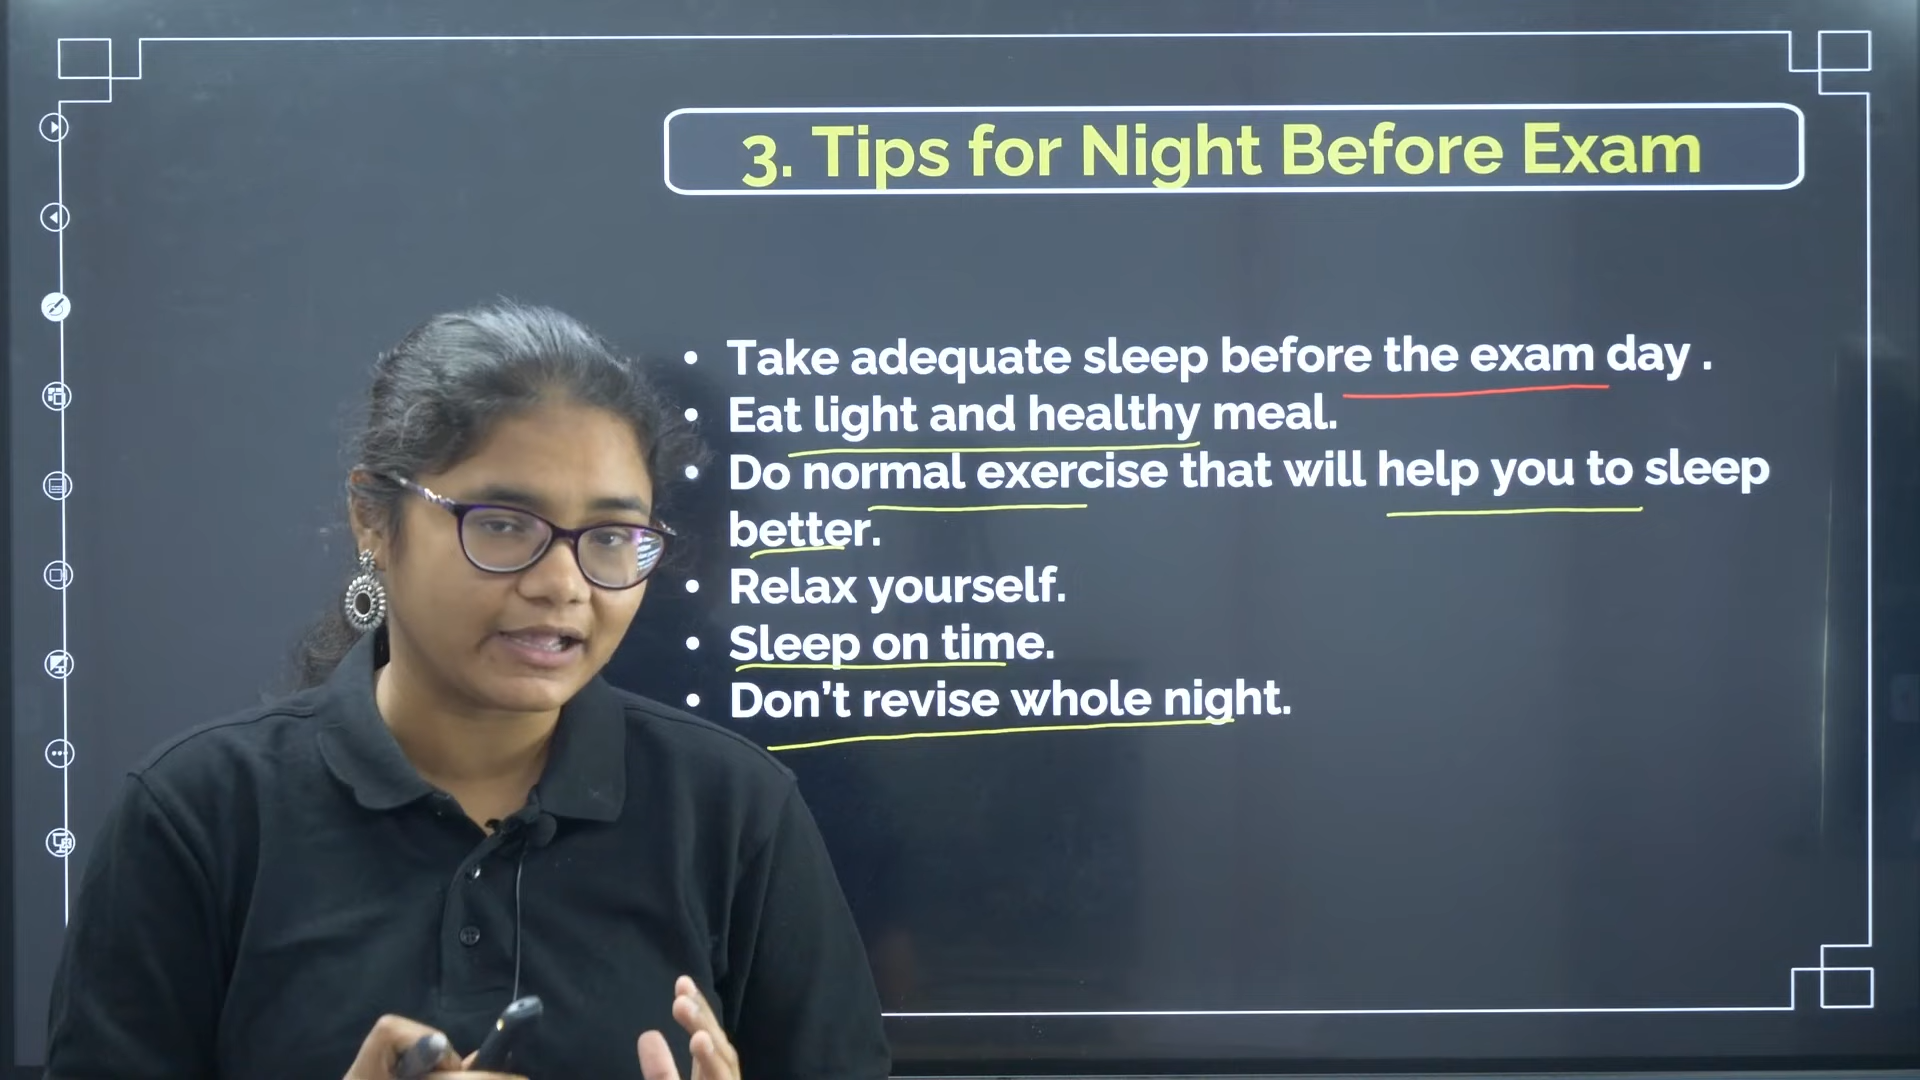 3. Tips for Night Before Exam
• Take adequate sleep before the exam day .
• Eat light and healthy meal.
• Do normal exercise that will help you to sleep
better.
• Relax yourself.
• Sleep on time.
• Don’t revise whole night.